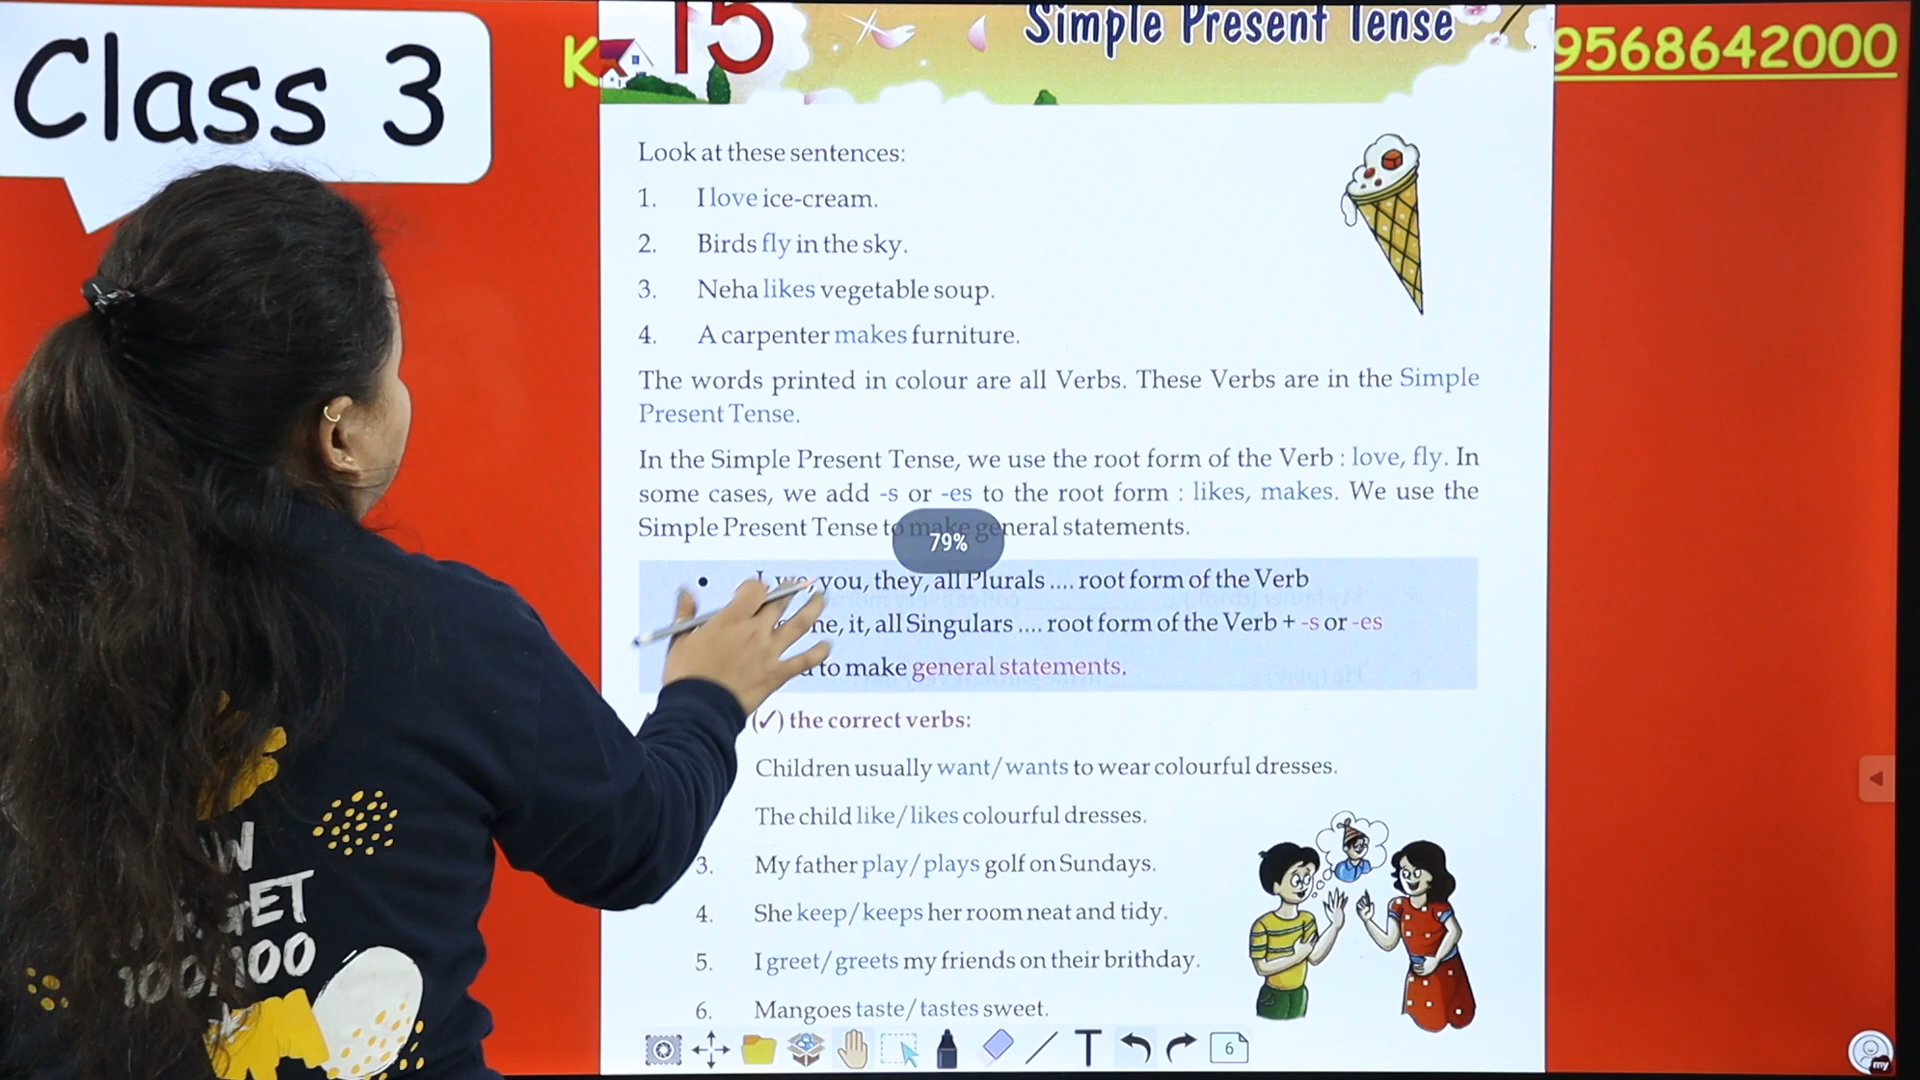 Class 3
K
9568642000
15
Simple Present Tense
Look at these sentences:
1. I love ice-cream.
2. Birds fly in the sky.
3. Neha likes vegetable soup.
4. A carpenter makes furniture.
The words printed in colour are all Verbs. These Verbs are in the Simple
Present Tense.
In the Simple Present Tense, we use the root form of the Verb : love, fly. In
some cases, we add -s or -es to the root form : likes, makes. We use the
Simple Present Tense to make general statements.
79%
• I, we, you, they, all Plurals .... root form of the Verb
he, it, all Singulars .... root form of the Verb + -s or -es
to make general statements.
(✓) the correct verbs:
Children usually want/wants to wear colourful dresses.
The child like/likes colourful dresses.
3. My father play/plays golf on Sundays.
4. She keep/keeps her room neat and tidy.
5. I greet/greets my friends on their brithday.
6. Mangoes taste/tastes sweet.
T
6
my
100/100